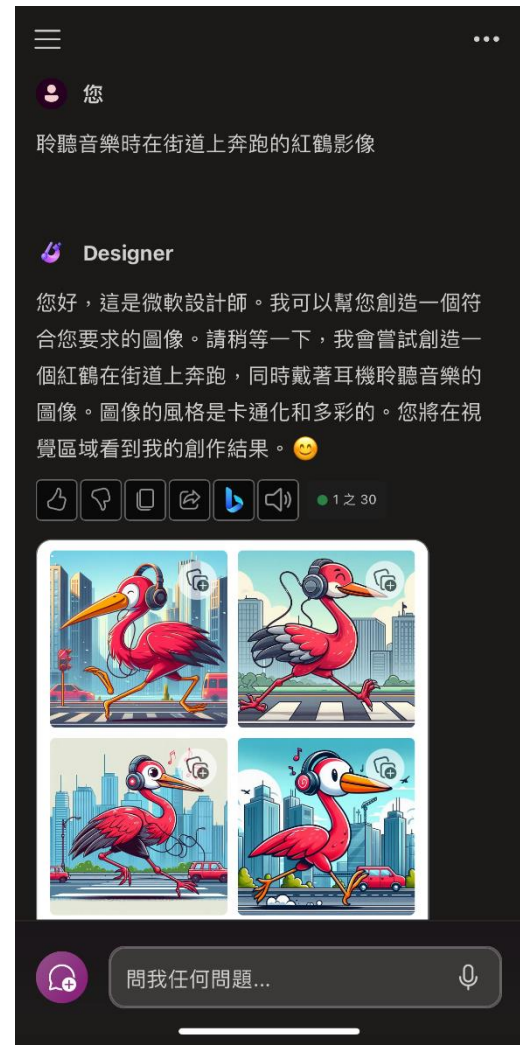 您
聆聽音樂時在街道上奔跑的紅鶴影像
Designer
您好，這是微軟設計師。我可以幫您創造一個符
合您要求的圖像。請稍等一下，我會嘗試創造一
個紅鶴在街道上奔跑，同時戴著耳機聆聽音樂的
圖像。圖像的風格是卡通化和多彩的。您將在視
覺區域看到我的創作結果。😊
1 之 30
問我任何問題...